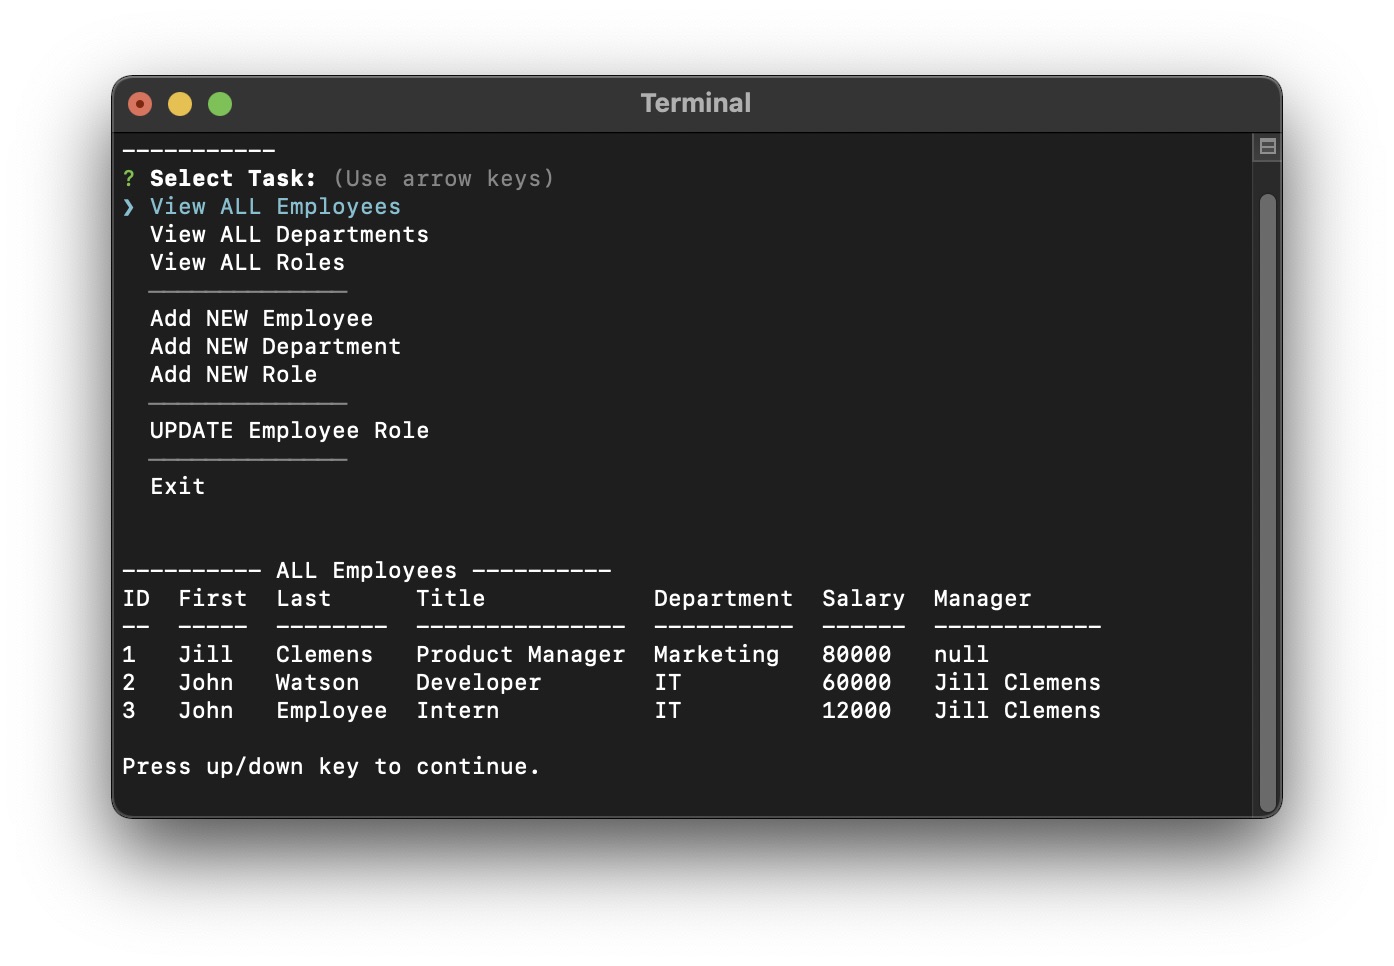 Terminal
-----------
? Select Task: (Use arrow keys)
❯ View ALL Employees
  View ALL Departments
  View ALL Roles
  ──────────────
  Add NEW Employee
  Add NEW Department
  Add NEW Role
  ──────────────
  UPDATE Employee Role
  ──────────────
  Exit
---------- ALL Employees ----------
ID  First  Last      Title            Department  Salary  Manager
--  -----  --------  ---------------  ----------  ------  ------------
1   Jill   Clemens   Product Manager  Marketing   80000   null
2   John   Watson    Developer        IT          60000   Jill Clemens
3   John   Employee  Intern           IT          12000   Jill Clemens
Press up/down key to continue.